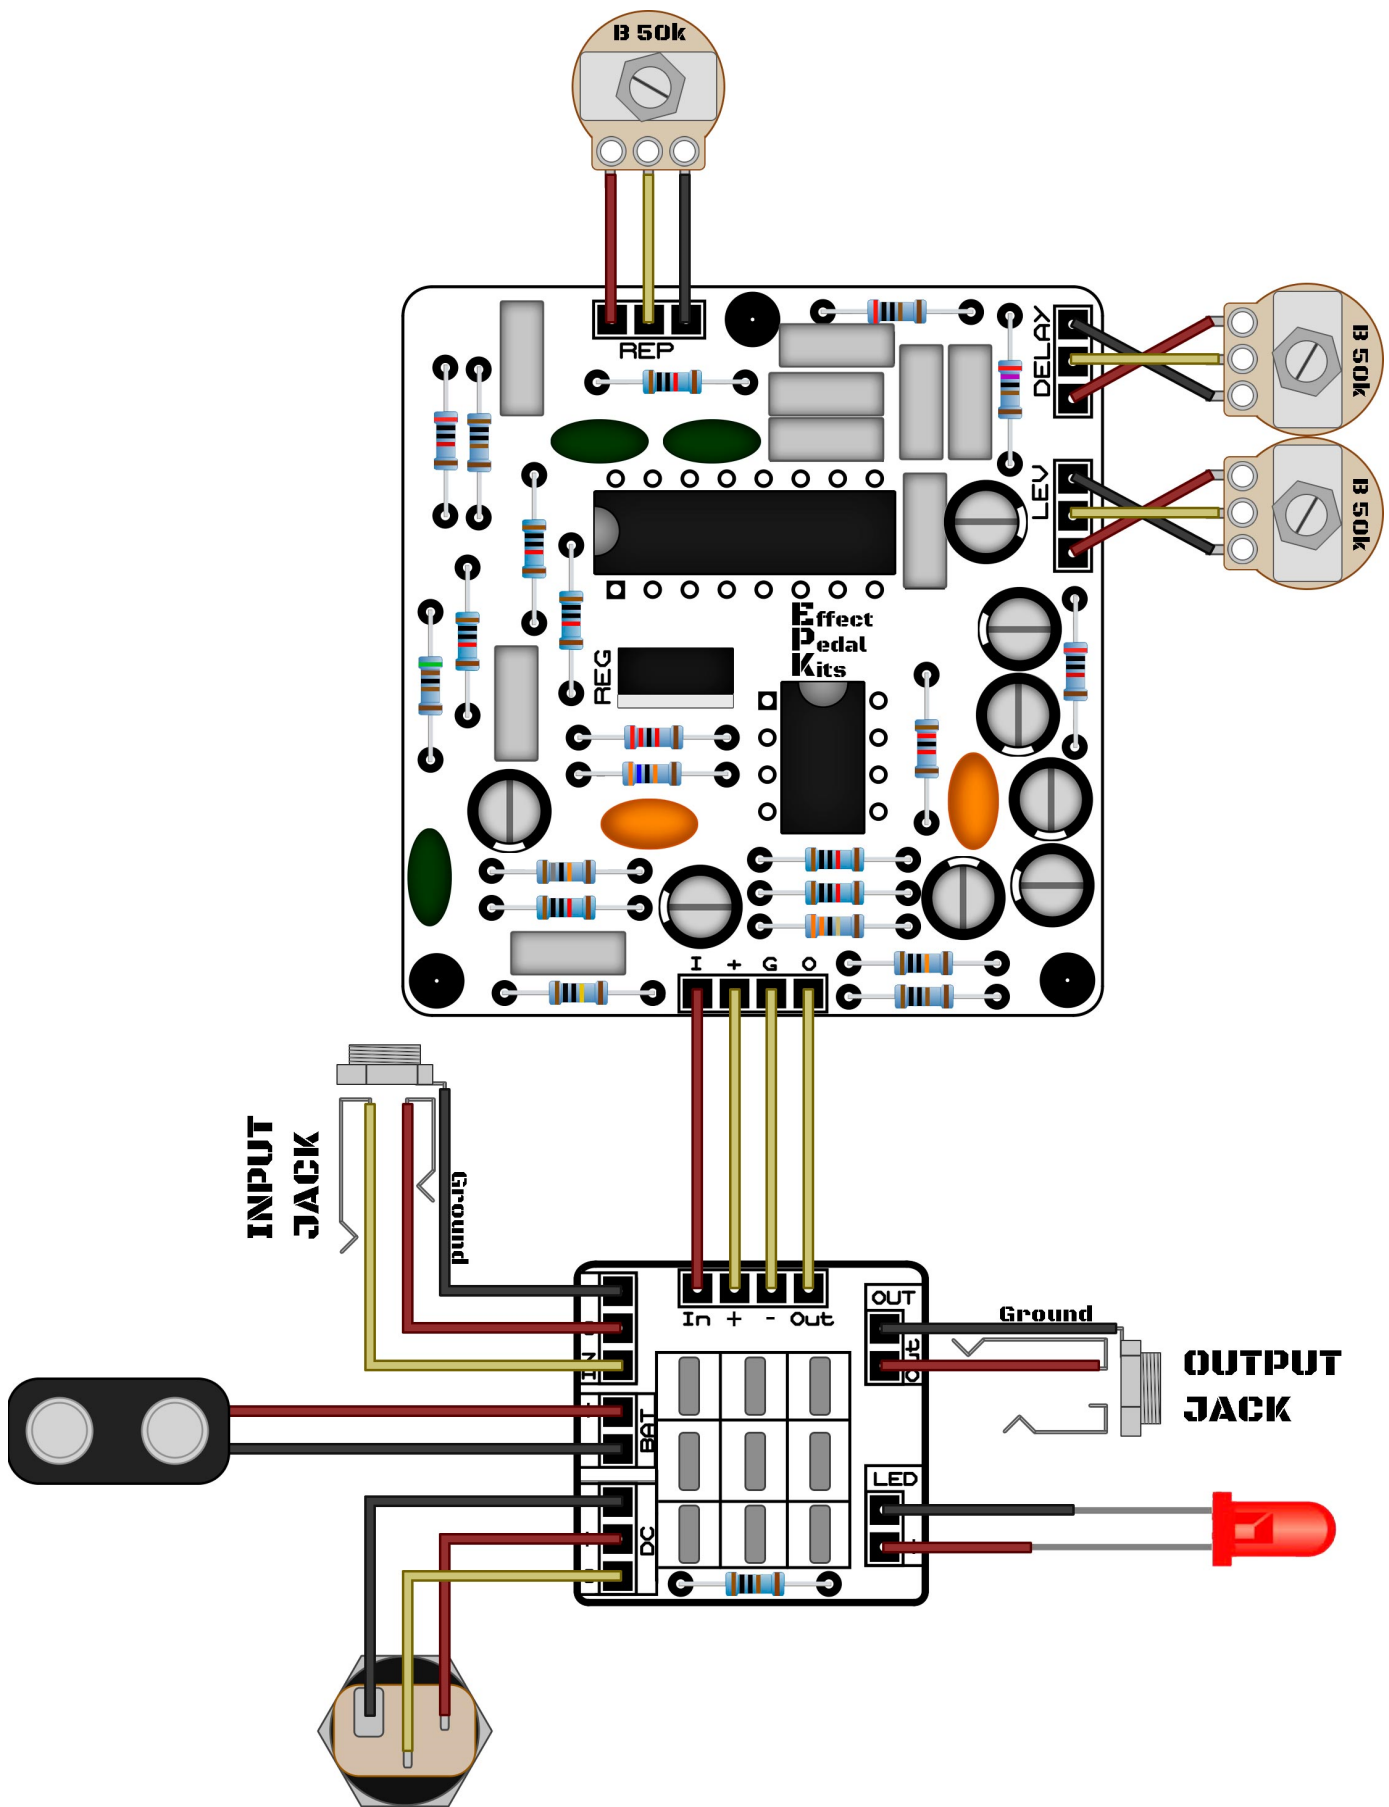 B 50k
REP
DELAY
B 50k
LEV
B 50k
Effect
Pedal
Kits
REG
I + G O
INPUT
JACK
Ground
In + - Out
OUT
Out
Ground
OUTPUT
JACK
IN
BAT
LED
DC